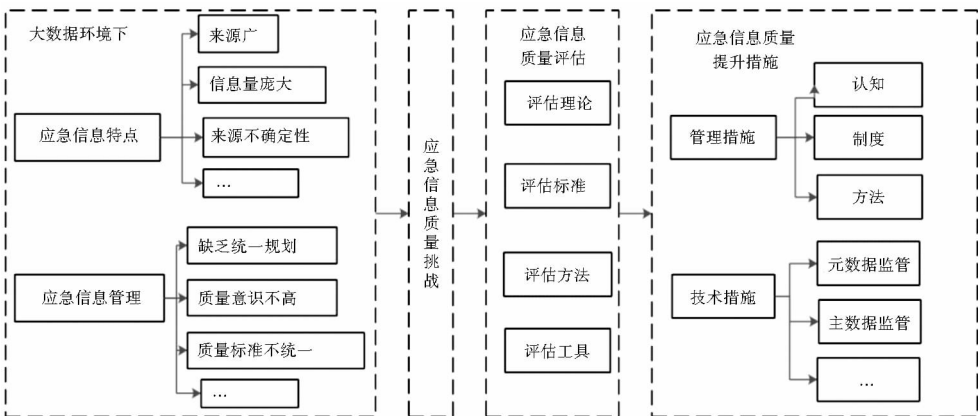 大数据环境下
来源广
信息量庞大
应急信息特点
来源不确定性
...
缺乏统一规划
应急信息管理
质量意识不高
质量标准不统一
...
应急信息质量挑战
应急信息
质量评估
评估理论
评估标准
评估方法
评估工具
应急信息质量
提升措施
认知
管理措施
制度
方法
元数据监管
技术措施
主数据监管
...